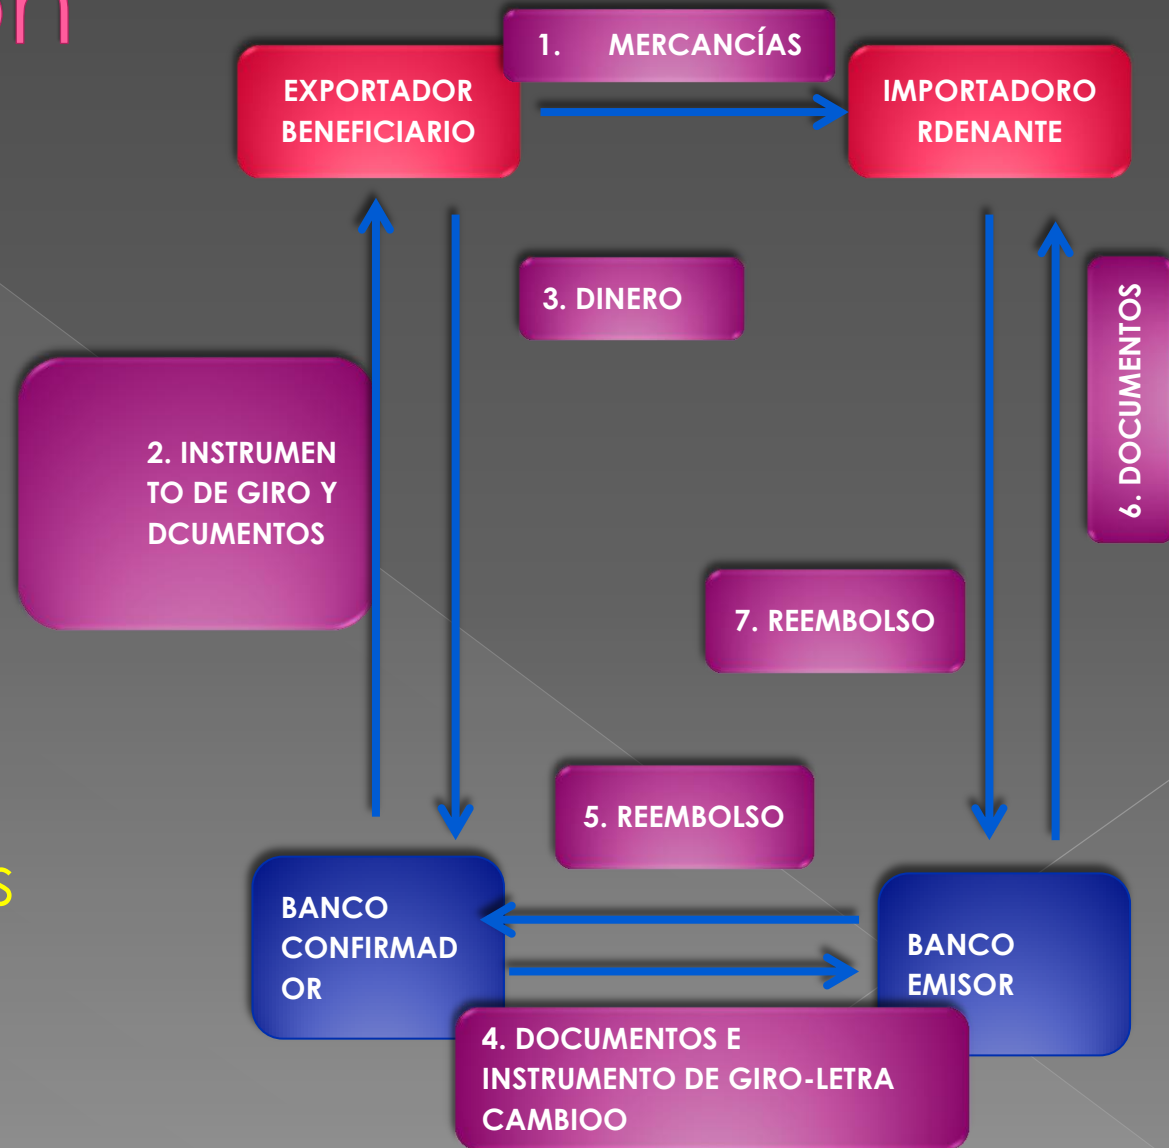 ón
1. MERCANCÍAS
EXPORTADOR
BENEFICIARIO
IMPORTADORO
RDENANTE
3. DINERO
6. DOCUMENTOS
2. INSTRUMEN
TO DE GIRO Y
DCUMENTOS
7. REEMBOLSO
5. REEMBOLSO
s
BANCO
CONFIRMAD
OR
BANCO
EMISOR
4. DOCUMENTOS E
INSTRUMENTO DE GIRO-LETRA
CAMBIOO